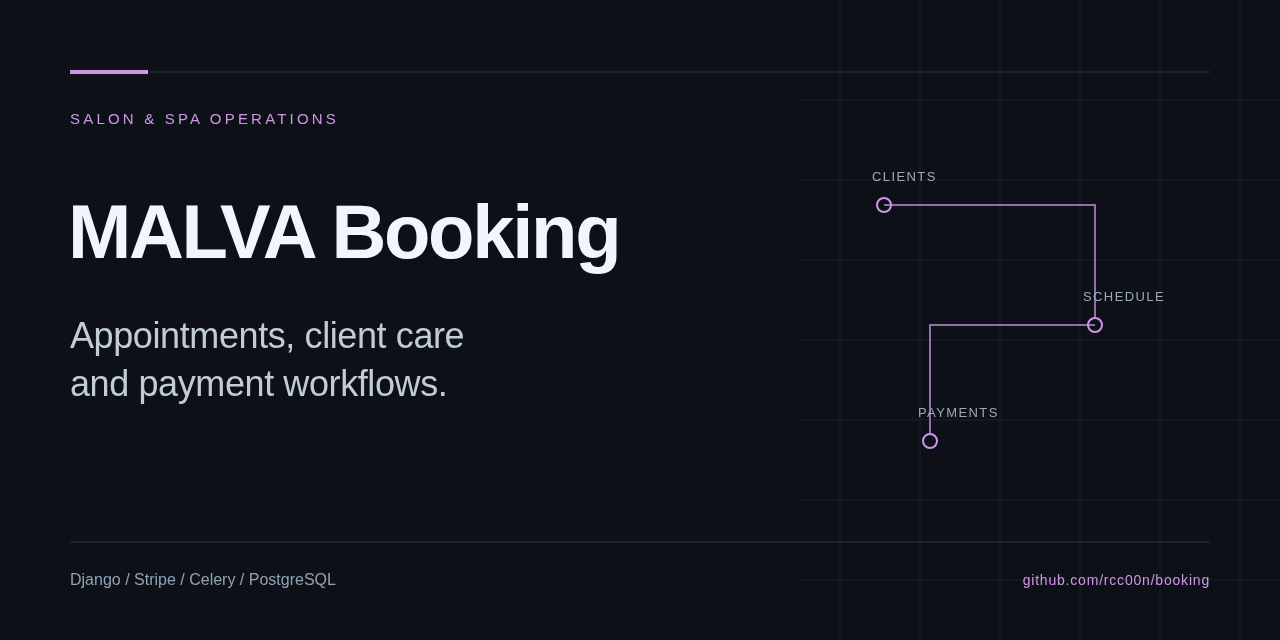 SALON & SPA OPERATIONS
MALVA Booking
Appointments, client care
and payment workflows.
CLIENTS
SCHEDULE
PAYMENTS
Django / Stripe / Celery / PostgreSQL
github.com/rcc00n/booking